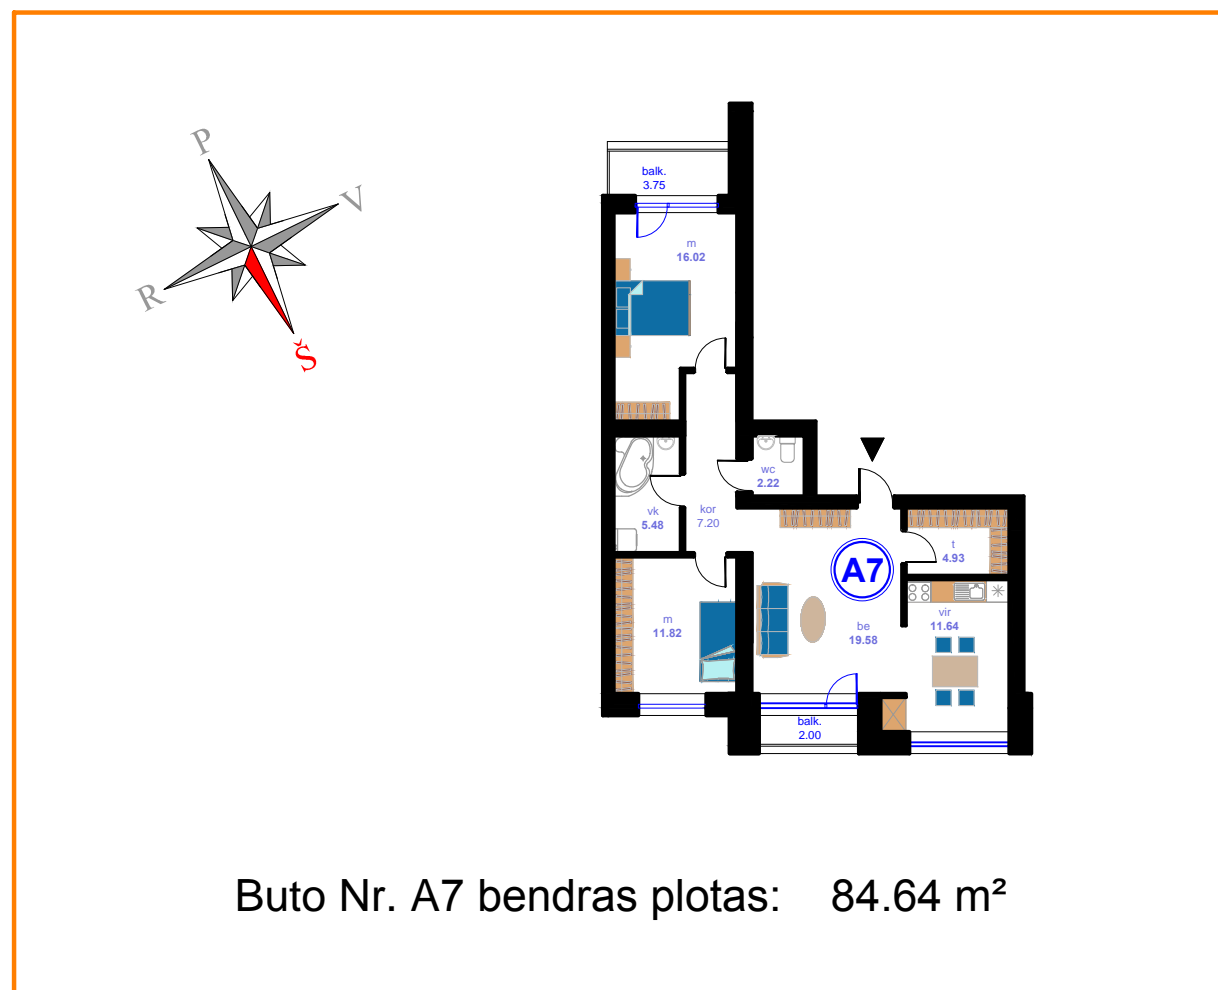 P
V
R
Š
balk.
3.75
m
16.02
wc
2.22
vk
5.48
kor
7.20
t
4.93
A7
vir
11.64
m
11.82
be
19.58
balk.
2.00
Buto Nr. A7 bendras plotas: 84.64 m²